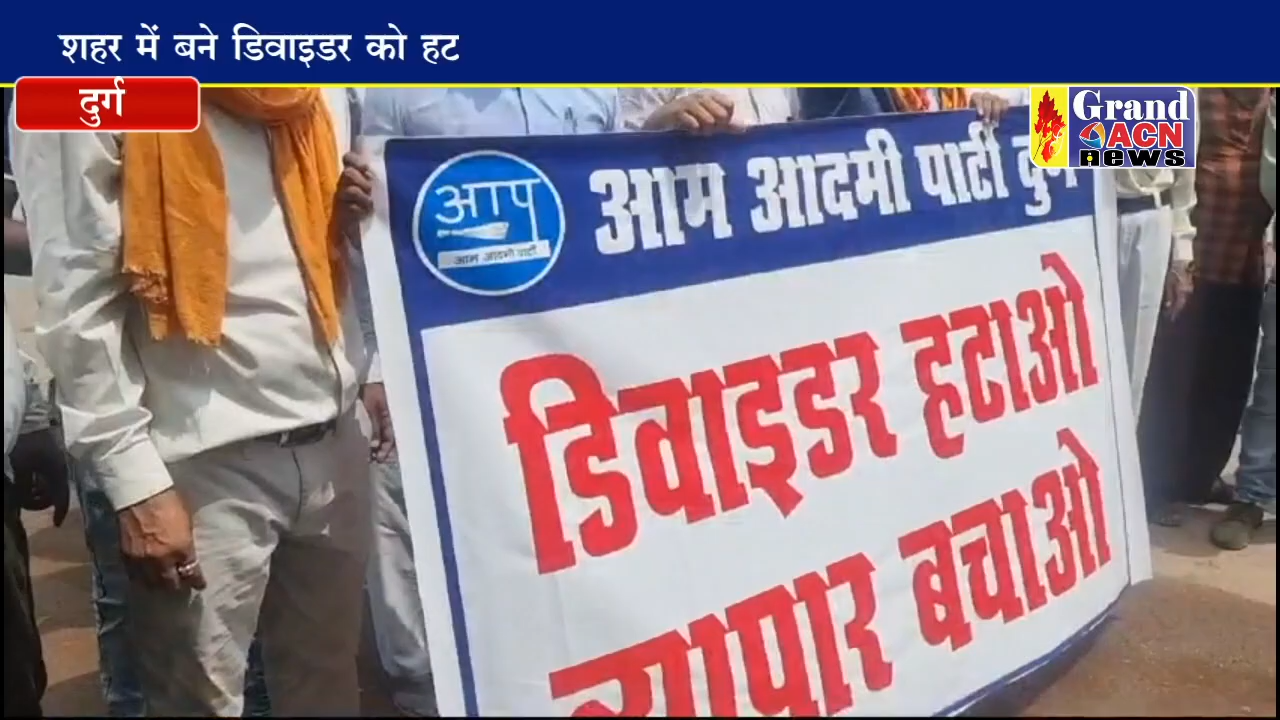 शहर में बने डिवाइडर को हट
दुर्ग
Grand
ACN
news
आप
आम आदमी पार्टी
आम आदमी पार्टी दुर्ग
डिवाइडर हटाओ
व्यापार बचाओ